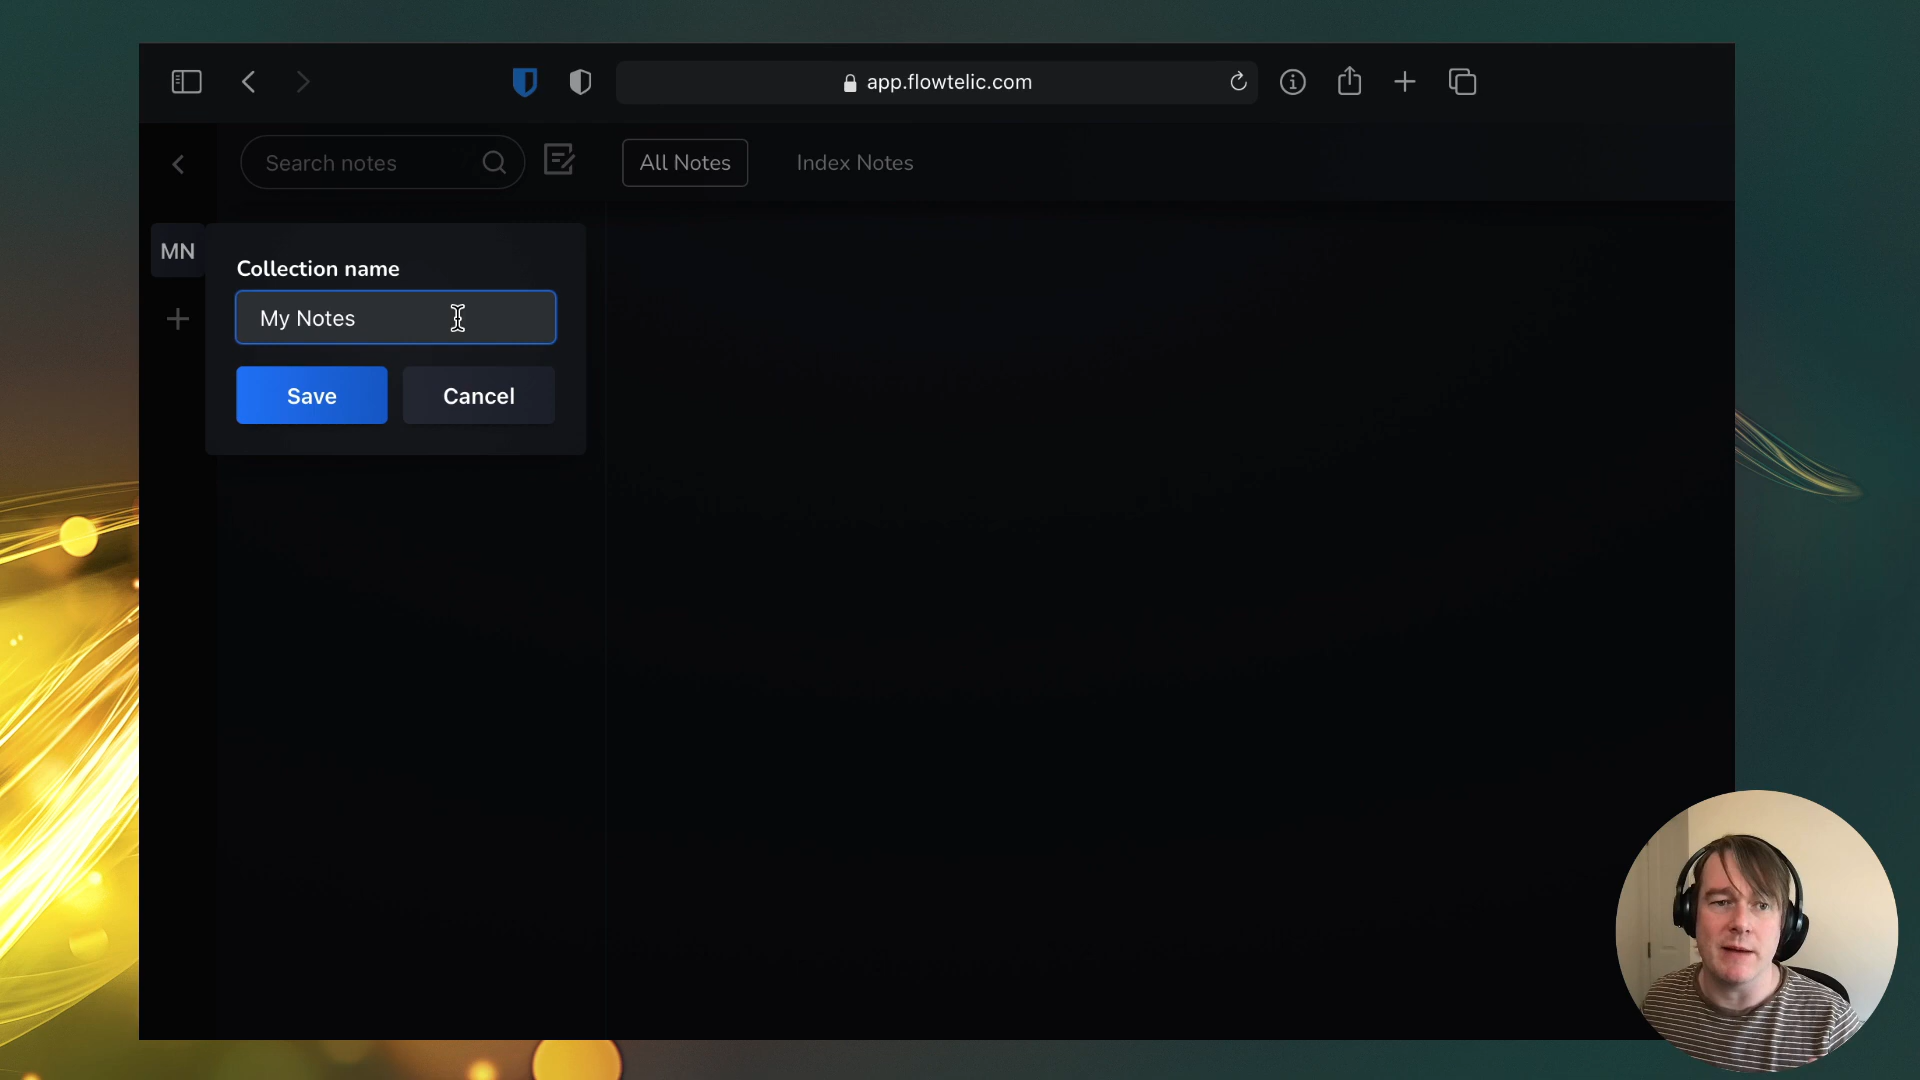 app.flowtelic.com
Search notes
All Notes
Index Notes
MN
Collection name
My Notes
Save
Cancel